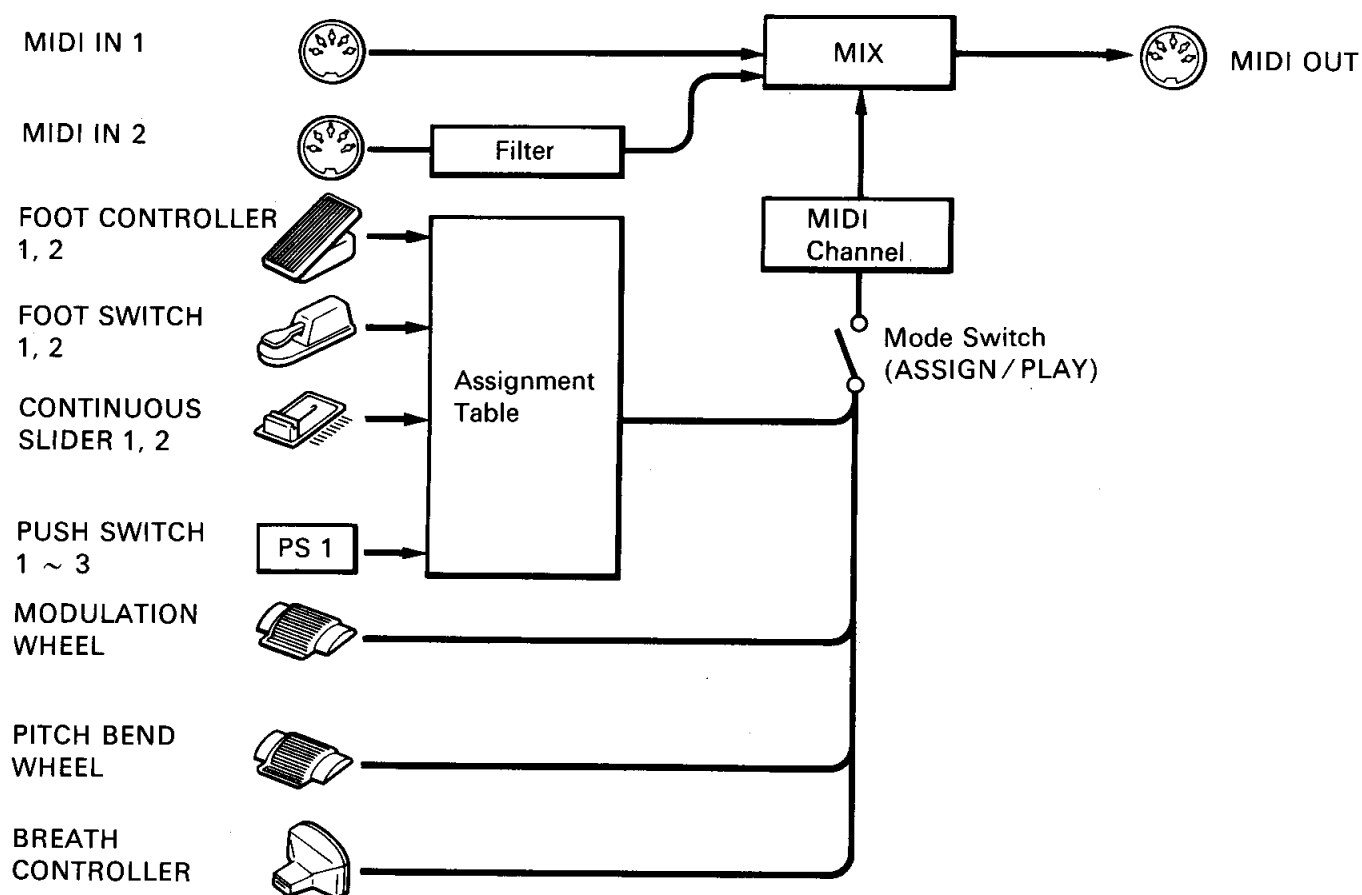 MIDI IN 1
MIX
MIDI OUT
MIDI IN 2
Filter
FOOT CONTROLLER
1, 2
MIDI
Channel
FOOT SWITCH
1, 2
Mode Switch
(ASSIGN / PLAY)
Assignment
Table
CONTINUOUS
SLIDER 1, 2
PUSH SWITCH
1 ~ 3
PS 1
MODULATION
WHEEL
PITCH BEND
WHEEL
BREATH
CONTROLLER